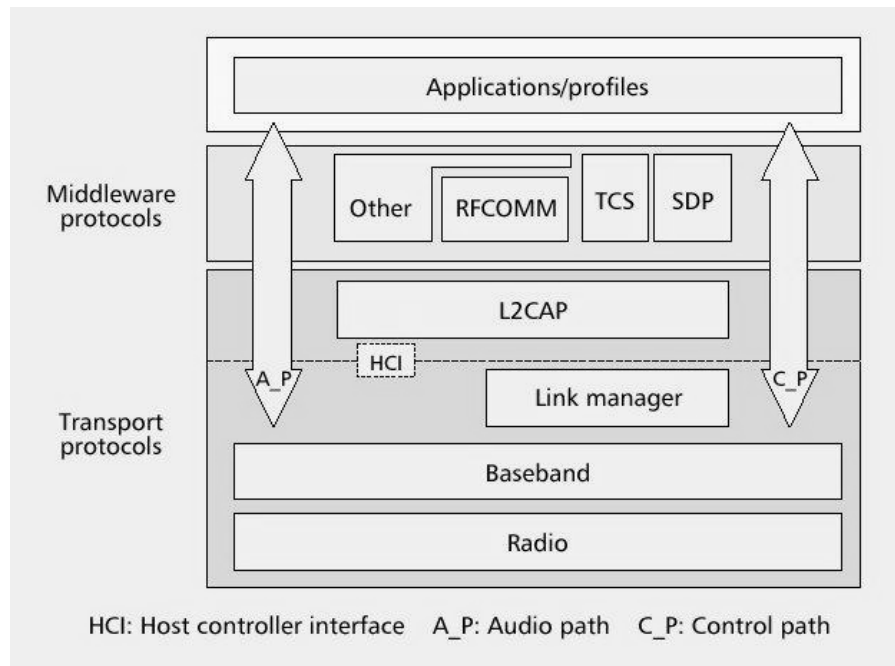 Applications/profiles
Middleware
protocols
Other
RFCOMM
TCS
SDP
L2CAP
HCI
A_P
C_P
Link manager
Transport
protocols
Baseband
Radio
HCI: Host controller interface A_P: Audio path C_P: Control path